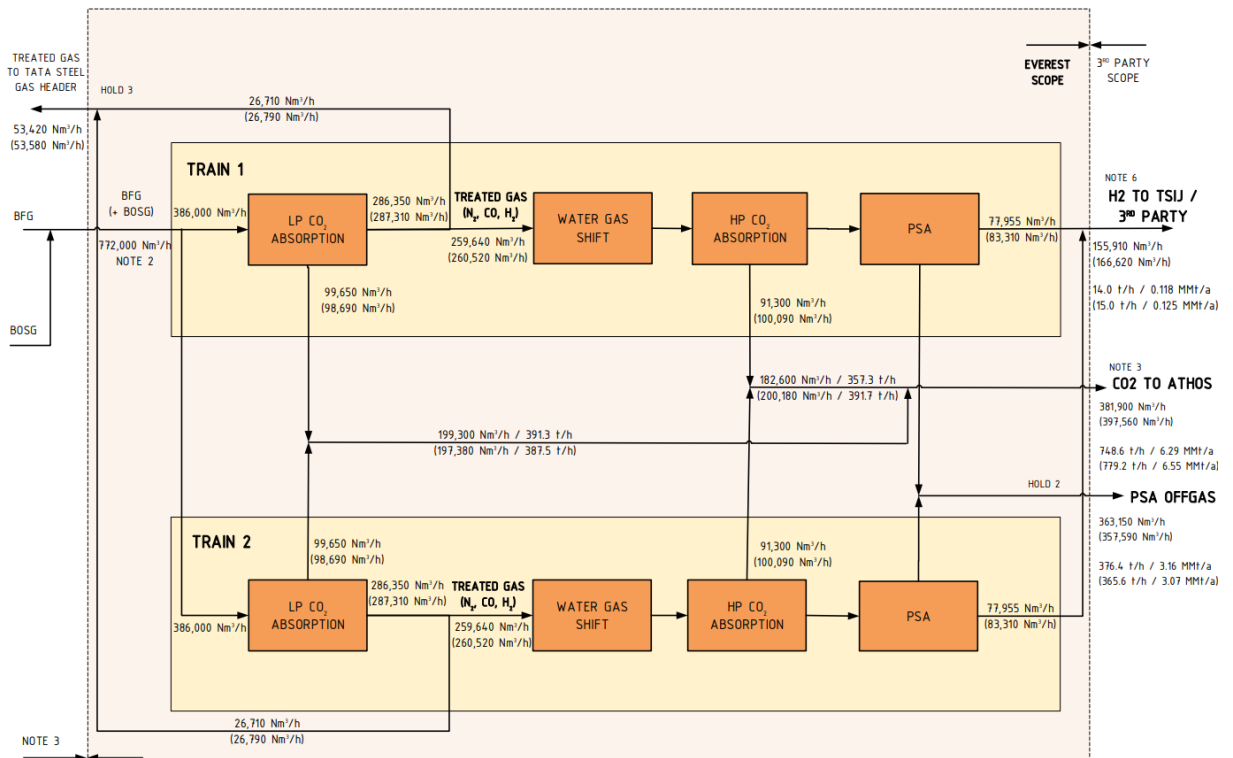 TREATED GAS
TO TATA STEEL
GAS HEADER
HOLD 3
26,710 Nm³/h
(26,790 Nm³/h)
EVEREST
SCOPE
3ᴿᴰ PARTY
SCOPE
53,420 Nm³/h
(53,580 Nm³/h)
TRAIN 1
BFG
BFG
(+ BOSG)
772,000 Nm³/h
NOTE 2
BOSG
386,000 Nm³/h
LP CO₂
ABSORPTION
286,350 Nm³/h
(287,310 Nm³/h)
TREATED GAS
(N₂, CO, H₂)
259,640 Nm³/h
(260,520 Nm³/h)
WATER GAS
SHIFT
HP CO₂
ABSORPTION
PSA
77,955 Nm³/h
(83,310 Nm³/h)
NOTE 6
H2 TO TSIJ /
3ᴿᴰ PARTY
155,910 Nm³/h
(166,620 Nm³/h)
14.0 t/h / 0.118 MMt/a
(15.0 t/h / 0.125 MMt/a)
99,650 Nm³/h
(98,690 Nm³/h)
91,300 Nm³/h
(100,090 Nm³/h)
182,600 Nm³/h / 357.3 t/h
(200,180 Nm³/h / 391.7 t/h)
NOTE 3
CO2 TO ATHOS
381,900 Nm³/h
(397,560 Nm³/h)
748.6 t/h / 6.29 MMt/a
(779.2 t/h / 6.55 MMt/a)
199,300 Nm³/h / 391.3 t/h
(197,380 Nm³/h / 387.5 t/h)
HOLD 2
PSA OFFGAS
363,150 Nm³/h
(357,590 Nm³/h)
376.4 t/h / 3.16 MMt/a
(365.6 t/h / 3.07 MMt/a)
TRAIN 2
99,650 Nm³/h
(98,690 Nm³/h)
91,300 Nm³/h
(100,090 Nm³/h)
386,000 Nm³/h
LP CO₂
ABSORPTION
286,350 Nm³/h
(287,310 Nm³/h)
TREATED GAS
(N₂, CO, H₂)
259,640 Nm³/h
(260,520 Nm³/h)
WATER GAS
SHIFT
HP CO₂
ABSORPTION
PSA
77,955 Nm³/h
(83,310 Nm³/h)
26,710 Nm³/h
(26,790 Nm³/h)
NOTE 3